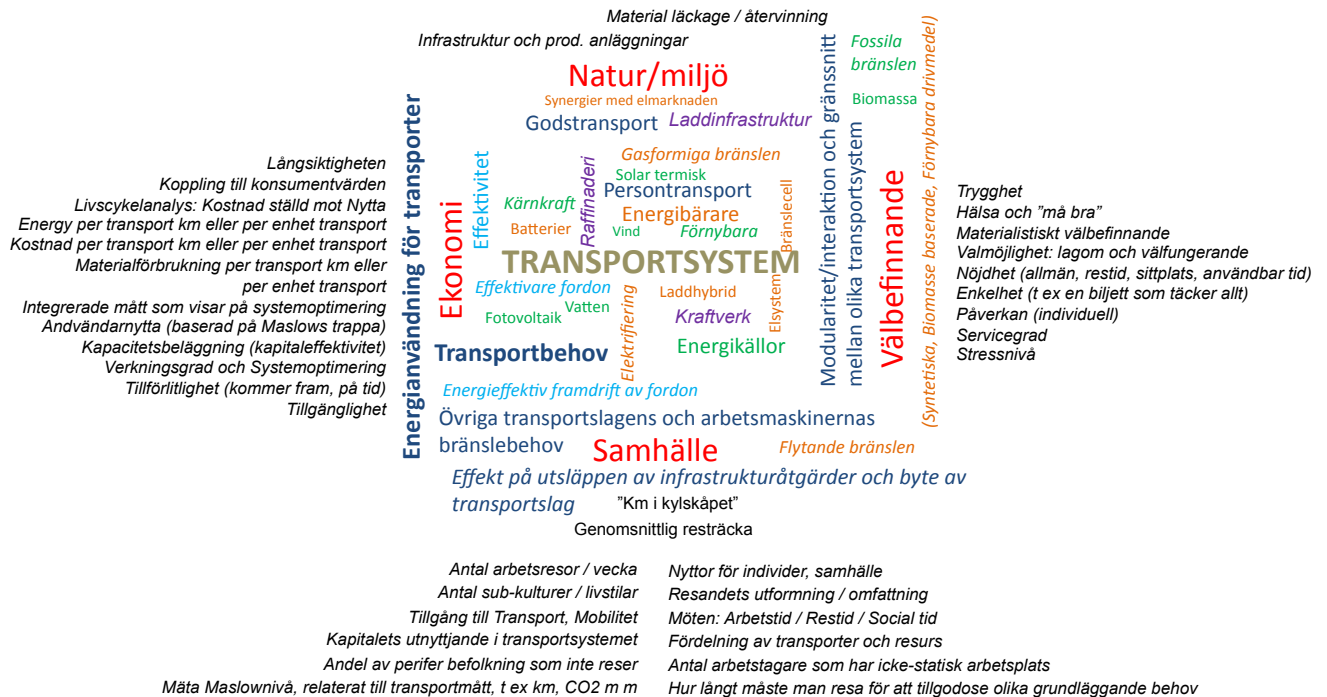 Material läckage / återvinning
Infrastruktur och prod. anläggningar
Natur/miljö
Synergier med elmarknaden
Godstransport
Laddinfrastruktur
Fossila
bränslen
Biomassa
Modularitet/interaktion och gränssnitt
mellan olika transportsystem
(Syntetiska, Biomasse baserade, Förnybara drivmedel)
Energianvändning för transporter
Långsiktigheten
Koppling till konsumentvärden
Livscykelanalys: Kostnad ställd mot Nytta
Energy per transport km eller per enhet transport
Kostnad per transport km eller per enhet transport
Materialförbrukning per transport km eller
per enhet transport
Integrerade mått som visar på systemoptimering
Andvändarnytta (baserad på Maslows trappa)
Kapacitetsbeläggning (kapitaleffektivitet)
Verkningsgrad och Systemoptimering
Tillförlitlighet (kommer fram, på tid)
Tillgänglighet
Ekonomi
Effektivitet
Raffinaderi
Gasformiga bränslen
Solar termisk
Persontransport
Kärnkraft
Energibärare
Batterier
Vind
Förnybara
Bränslecell
TRANSPORTSYSTEM
Effektivare fordon
Laddhybrid
Elsystem
Fotovoltaik
Vatten
Elektrifiering
Kraftverk
Transportbehov
Energikällor
Energieffektiv framdrift av fordon
Övriga transportslagens och arbetsmaskinernas
bränslebehov
Samhälle
Flytande bränslen
Effekt på utsläppen av infrastrukturåtgärder och byte av
transportslag
"Km i kylskåpet"
Genomsnittlig resträcka
Välbefinnande
Trygghet
Hälsa och "må bra"
Materialistiskt välbefinnande
Valmöjlighet: lagom och välfungerande
Nöjdhet (allmän, restid, sittplats, användbar tid)
Enkelhet (t ex en biljett som täcker allt)
Påverkan (individuell)
Servicegrad
Stressnivå
Antal arbetsresor / vecka
Antal sub-kulturer / livstilar
Tillgång till Transport, Mobilitet
Kapitalets utnyttjande i transportsystemet
Andel av perifer befolkning som inte reser
Mäta Maslownivå, relaterat till transportmått, t ex km, CO2 m m
Nyttor för individer, samhälle
Resandets utformning / omfattning
Möten: Arbetstid / Restid / Social tid
Fördelning av transporter och resurs
Antal arbetstagare som har icke-statisk arbetsplats
Hur långt måste man resa för att tillgodose olika grundläggande behov